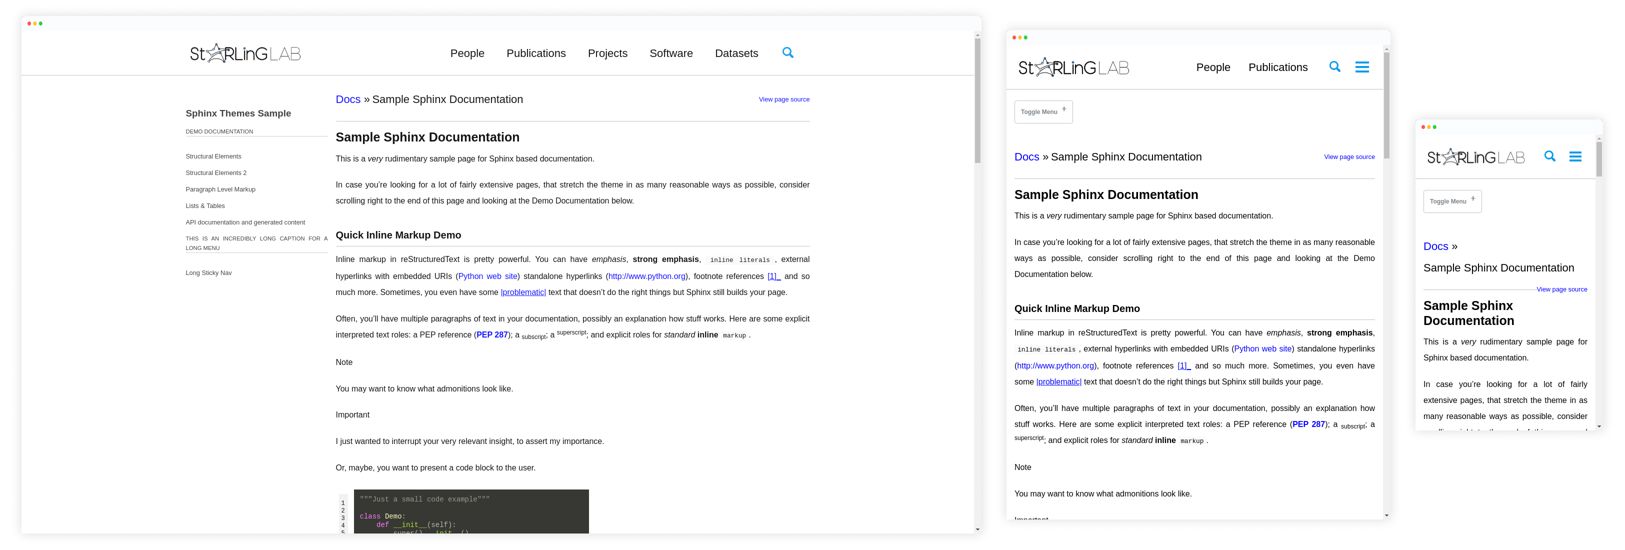 StARLinG LAB
People Publications Projects Software Datasets
Sphinx Themes Sample
DEMO DOCUMENTATION
Structural Elements
Structural Elements 2
Paragraph Level Markup
Lists & Tables
API documentation and generated content
THIS IS AN INCREDIBLY LONG CAPTION FOR A
LONG MENU
Long Sticky Nav
Docs » Sample Sphinx Documentation View page source
Sample Sphinx Documentation
This is a very rudimentary sample page for Sphinx based documentation.
In case you’re looking for a lot of fairly extensive pages, that stretch the theme in as many reasonable ways as possible, consider
scrolling right to the end of this page and looking at the Demo Documentation below.
Quick Inline Markup Demo
Inline markup in reStructuredText is pretty powerful. You can have emphasis, strong emphasis, inline literals , external
hyperlinks with embedded URIs (Python web site) standalone hyperlinks (http://www.python.org), footnote references [1]_ and so
much more. Sometimes, you even have some |problematic| text that doesn’t do the right things but Sphinx still builds your page.
Often, you’ll have multiple paragraphs of text in your documentation, possibly an explanation how stuff works. Here are some explicit
interpreted text roles: a PEP reference (PEP 287); a subscript; a superscript; and explicit roles for standard inline markup .
Note
You may want to know what admonitions look like.
Important
I just wanted to interrupt your very relevant insight, to assert my importance.
Or, maybe, you want to present a code block to the user.
1 """Just a small code example"""
2
3 class Demo:
4 def __init__(self):
5 super().__init__()
StARLinG LAB
People Publications
Toggle Menu +
Docs » Sample Sphinx Documentation View page source
Sample Sphinx Documentation
This is a very rudimentary sample page for Sphinx based documentation.
In case you’re looking for a lot of fairly extensive pages, that stretch the theme in as many reasonable
ways as possible, consider scrolling right to the end of this page and looking at the Demo
Documentation below.
Quick Inline Markup Demo
Inline markup in reStructuredText is pretty powerful. You can have emphasis, strong emphasis,
inline literals , external hyperlinks with embedded URIs (Python web site) standalone hyperlinks
(http://www.python.org), footnote references [1]_ and so much more. Sometimes, you even have
some |problematic| text that doesn’t do the right things but Sphinx still builds your page.
Often, you’ll have multiple paragraphs of text in your documentation, possibly an explanation how
stuff works. Here are some explicit interpreted text roles: a PEP reference (PEP 287); a subscript; a
superscript; and explicit roles for standard inline markup .
Note
You may want to know what admonitions look like.
Important
StARLinG LAB
Toggle Menu +
Docs »
Sample Sphinx Documentation
View page source
Sample Sphinx
Documentation
This is a very rudimentary sample page for
Sphinx based documentation.
In case you’re looking for a lot of fairly
extensive pages, that stretch the theme in as
many reasonable ways as possible, consider